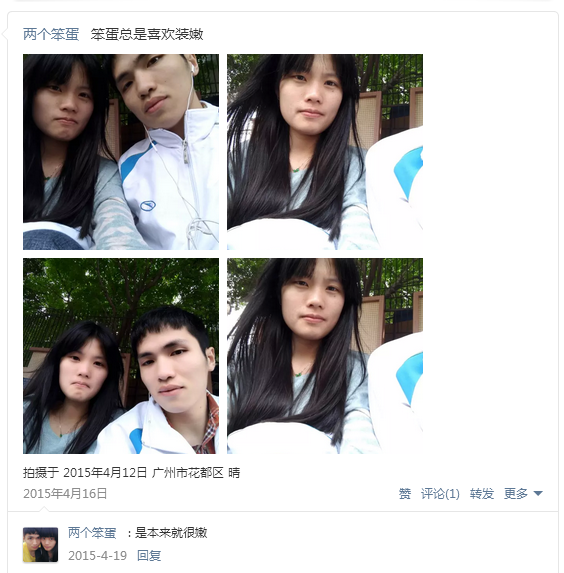 两个笨蛋 笨蛋总是喜欢装嫩
拍摄于 2015年4月12日 广州市花都区 晴
2015年4月16日 赞 评论(1) 转发 更多
两个笨蛋 : 是本来就很嫩
2015-4-19 回复